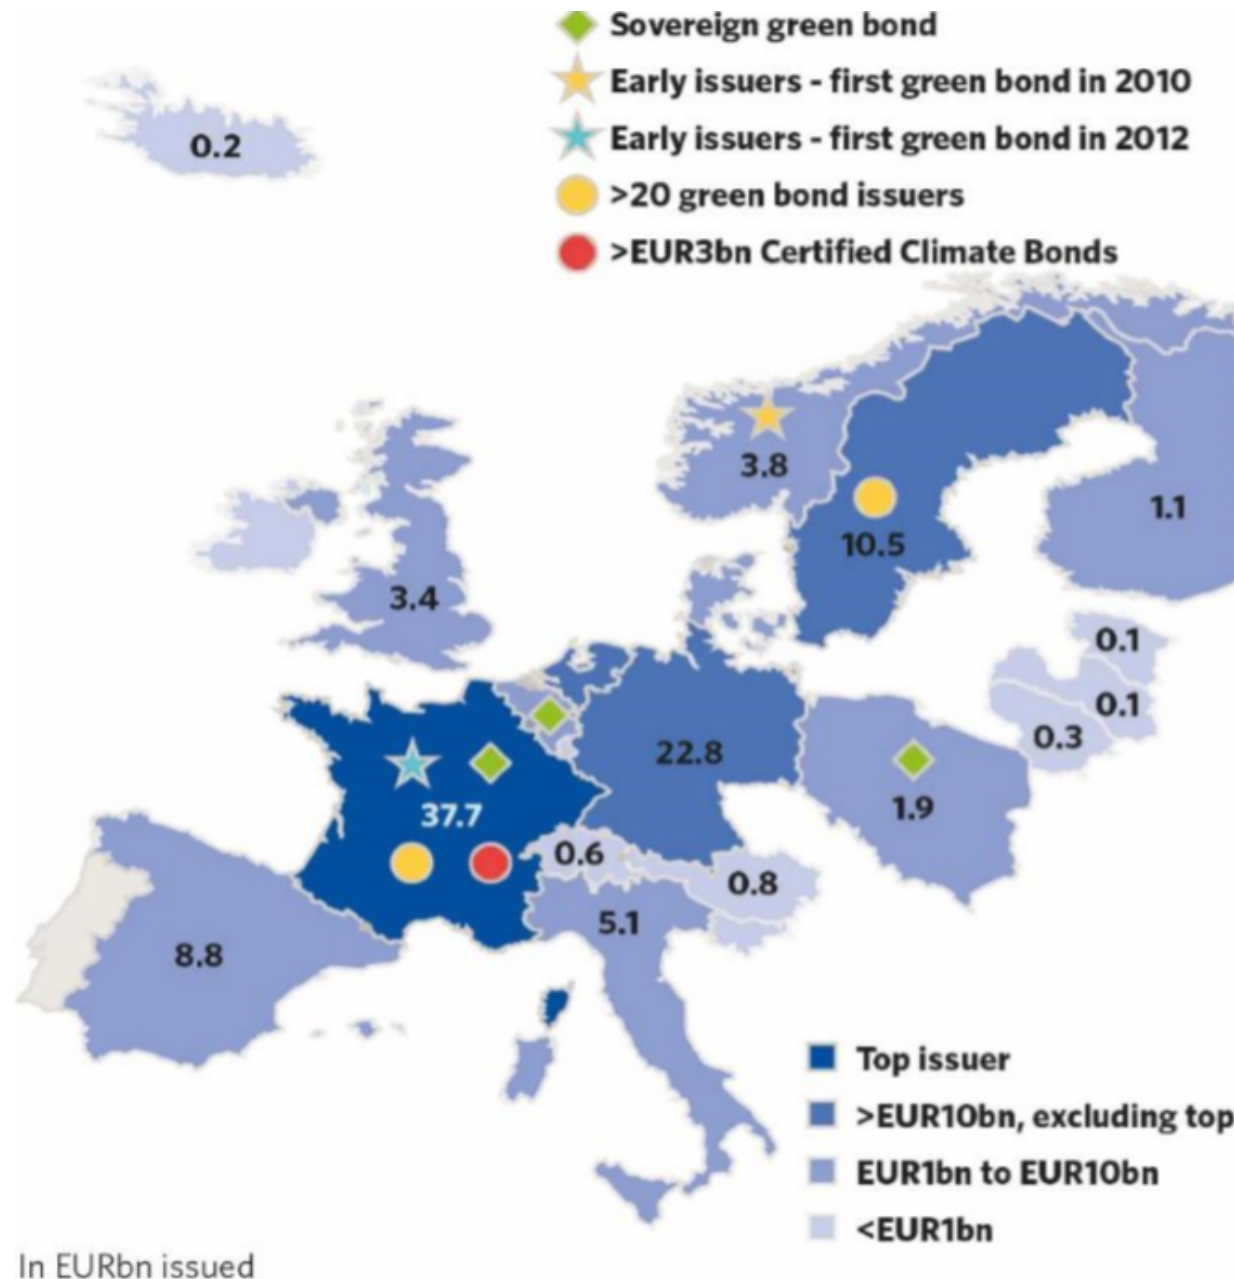 Sovereign green bond
Early issuers - first green bond in 2010
Early issuers - first green bond in 2012
>20 green bond issuers
>EUR3bn Certified Climate Bonds
0.2
3.8
10.5
1.1
3.4
0.1
0.1
0.3
22.8
1.9
37.7
0.6
0.8
5.1
8.8
Top issuer
>EUR10bn, excluding top
EUR1bn to EUR10bn
<EUR1bn
In EURbn issued